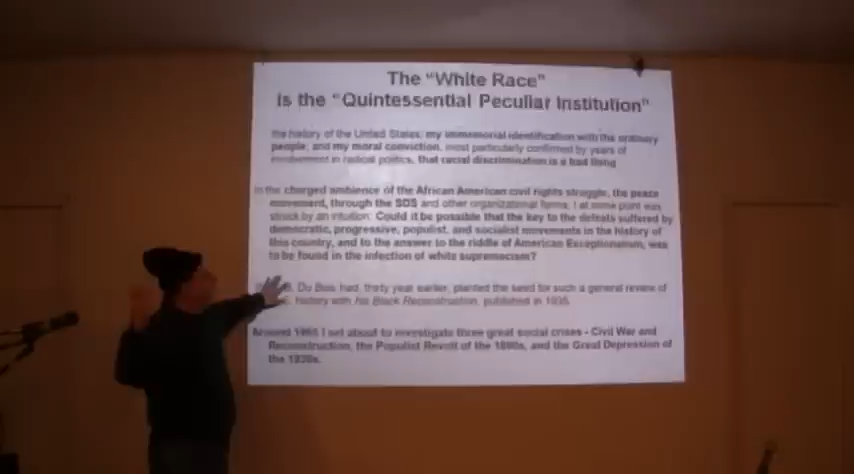 The "White Race"
is the "Quintessential Peculiar Institution"
the history of the United States; my immemorial identification with the ordinary
people; and my moral conviction, most particularly confirmed by years of
involvement in radical politics, that racial discrimination is a bad thing
In the charged ambience of the African American civil rights struggle, the peace
movement, through the SDS and other organizational forms, I at some point was
struck by an intuition: Could it be possible that the key to the defeats suffered by
democratic, progressive, populist, and socialist movements in the history of
this country, and to the answer to the riddle of American Exceptionalism, was
to be found in the infection of white supremacism?
B. Du Bois had, thirty year earlier, planted the seed for such a general review of
history with his Black Reconstruction, published in 1935.
Around 1965 I set about to investigate three great social crises - Civil War and
Reconstruction, the Populist Revolt of the 1890s, and the Great Depression of
the 1930s.